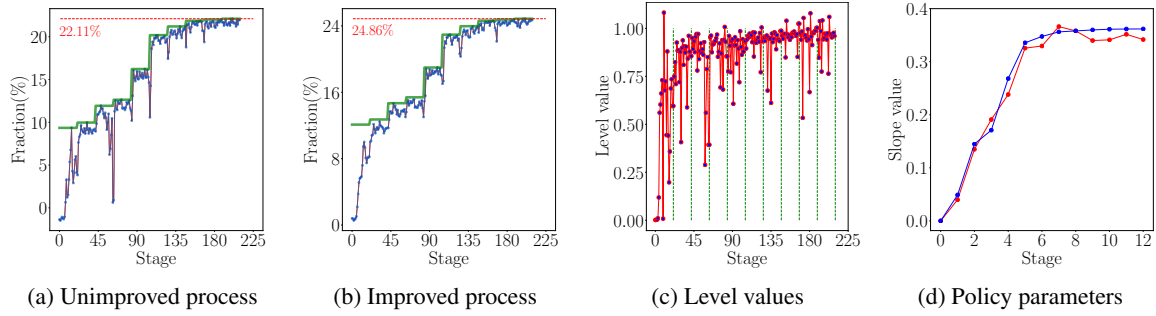 22.11%
Fraction(%)
20
15
10
5
0
0 45 90 135 180 225
Stage
(a) Unimproved process
24.86%
Fraction(%)
24
16
8
0
0 45 90 135 180 225
Stage
(b) Improved process
Level value
1.00
0.75
0.50
0.25
0.00
0 45 90 135 180 225
Stage
(c) Level values
Slope value
0.4
0.3
0.2
0.1
0.0
0 2 4 6 8 10 12
Stage
(d) Policy parameters